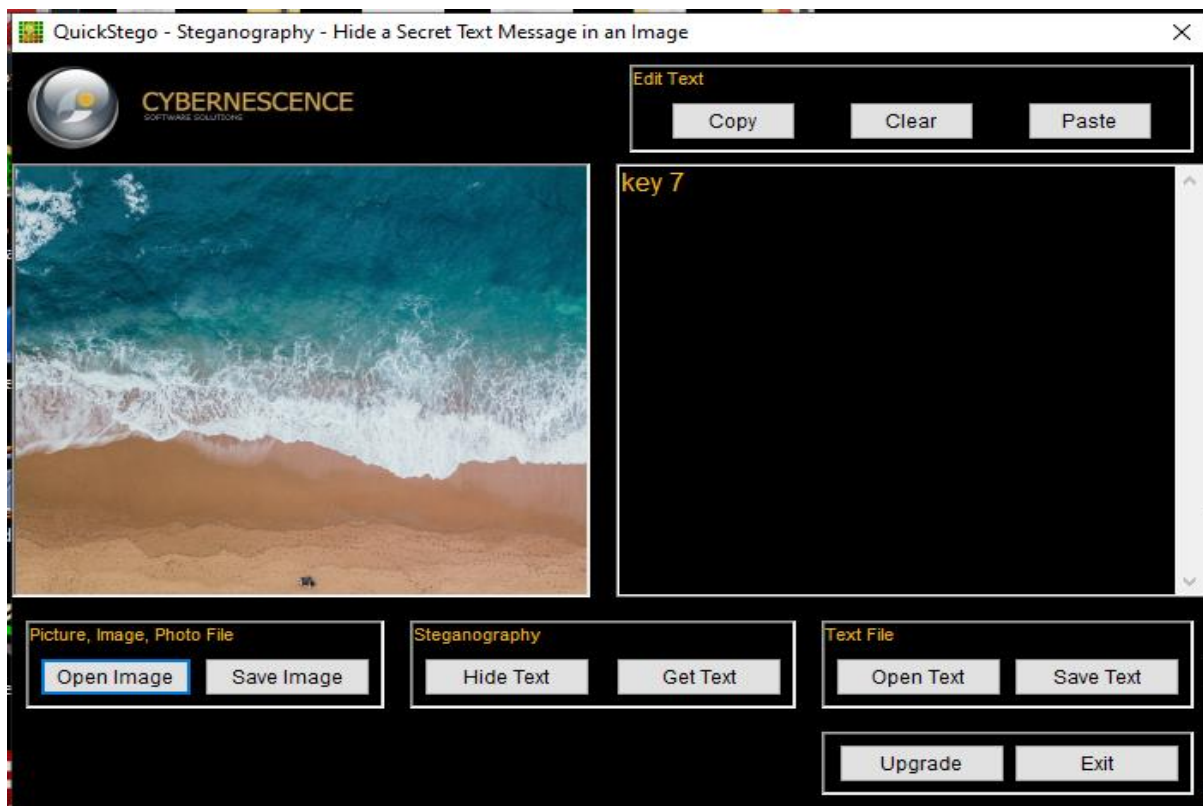 QuickStego - Steganography - Hide a Secret Text Message in an Image
CYBERNESCENCE
SOFTWARE SOLUTIONS
Edit Text
Copy Clear Paste
key 7
Picture, Image, Photo File
Open Image Save Image
Steganography
Hide Text Get Text
Text File
Open Text Save Text
Upgrade Exit